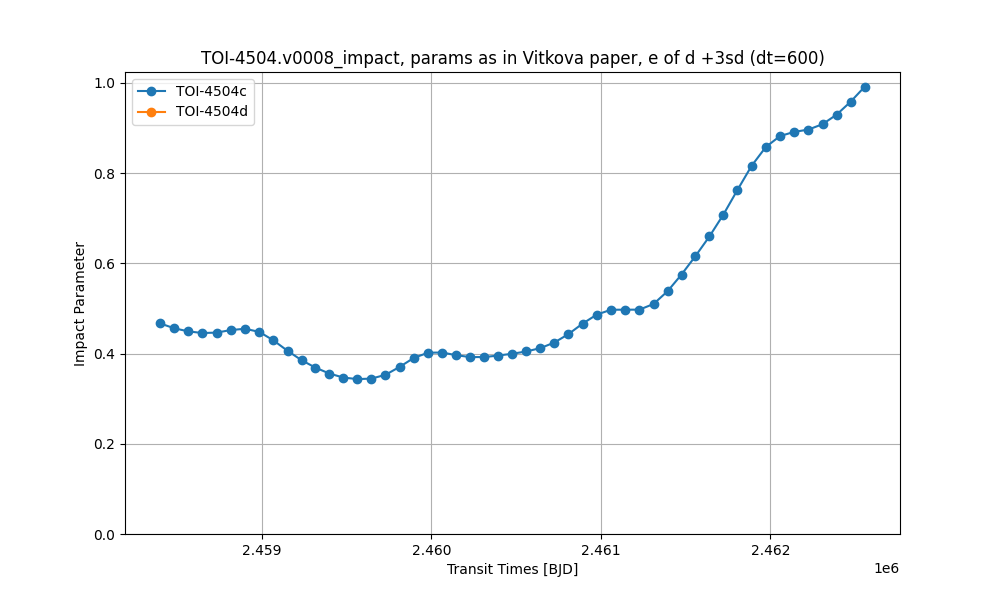 TOI-4504.v0008_impact, params as in Vitkova paper, e of d +3sd (dt=600)
TOI-4504c
TOI-4504d
1.0
0.8
0.6
0.4
0.2
0.0
Impact Parameter
2.459 2.460 2.461 2.462
1e6
Transit Times [BJD]